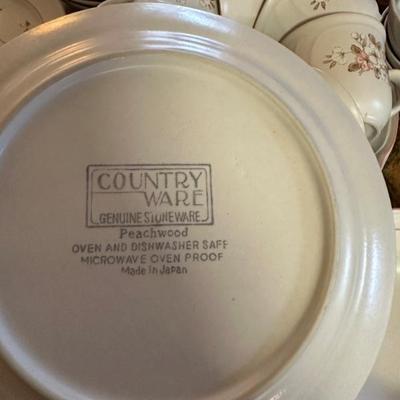 COUNTRY
WARE
GENUINE STONEWARE
Peachwood
OVEN AND DISHWASHER SAFE
MICROWAVE OVEN PROOF
Made in Japan